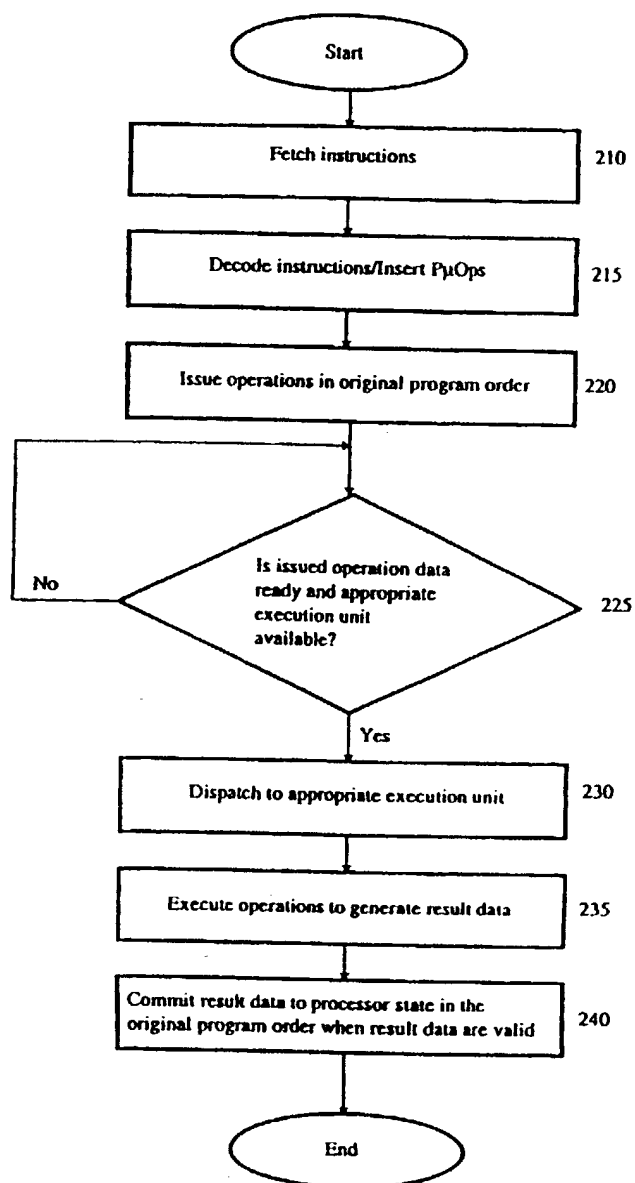 Start
Fetch instructions
210
Decode instructions/Insert PμOps
215
Issue operations in original program order
220
Is issued operation data
ready and appropriate
execution unit
available?
225
No
Yes
Dispatch to appropriate execution unit
230
Execute operations to generate result data
235
Commit result data to processor state in the
original program order when result data are valid
240
End